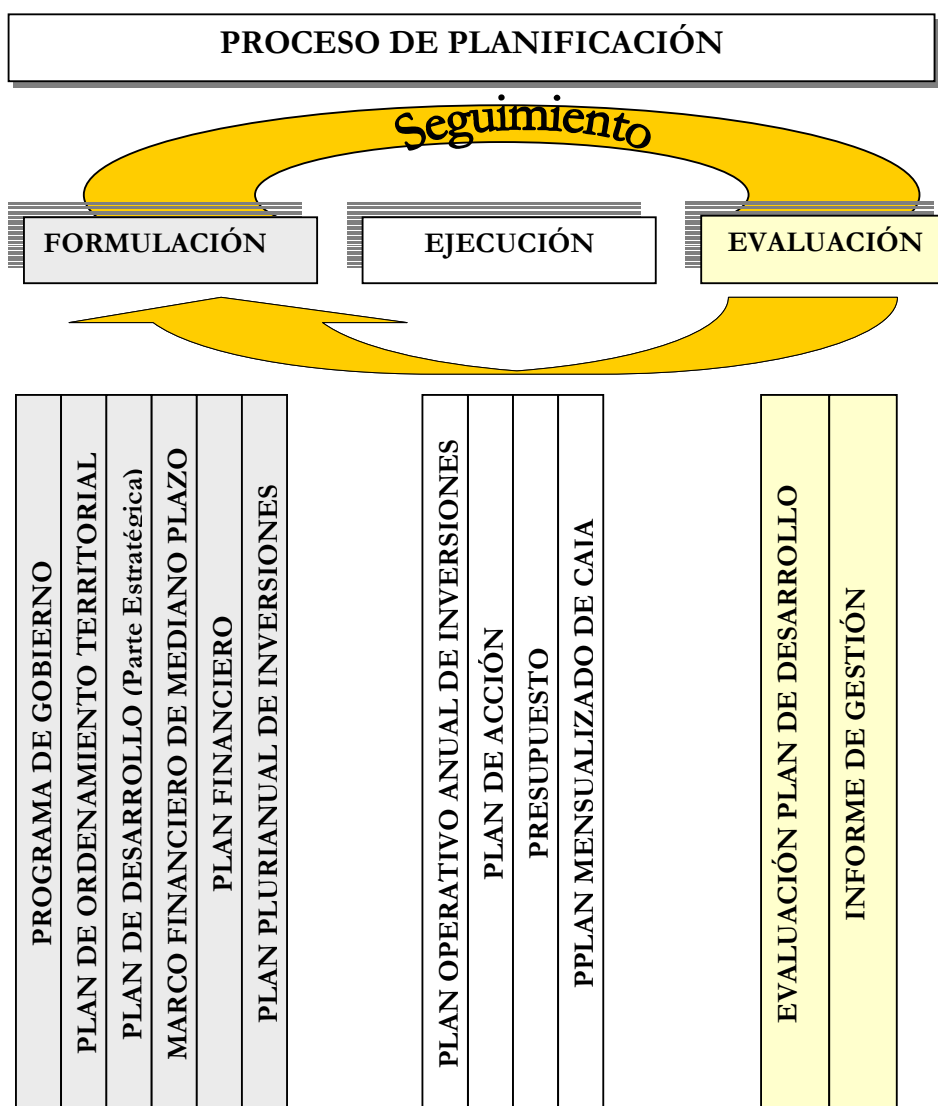 PROCESO DE PLANIFICACIÓN
Seguimiento
FORMULACIÓN
EJECUCIÓN
EVALUACIÓN
PROGRAMA DE GOBIERNO
PLAN DE ORDENAMIENTO TERRITORIAL
PLAN DE DESARROLLO (Parte Estratégica)
MARCO FINANCIERO DE MEDIANO PLAZO
PLAN FINANCIERO
PLAN PLURIANUAL DE INVERSIONES
PLAN OPERATIVO ANUAL DE INVERSIONES
PLAN DE ACCIÓN
PRESUPUESTO
PPLAN MENSUALIZADO DE CAJA
EVALUACIÓN PLAN DE DESARROLLO
INFORME DE GESTIÓN